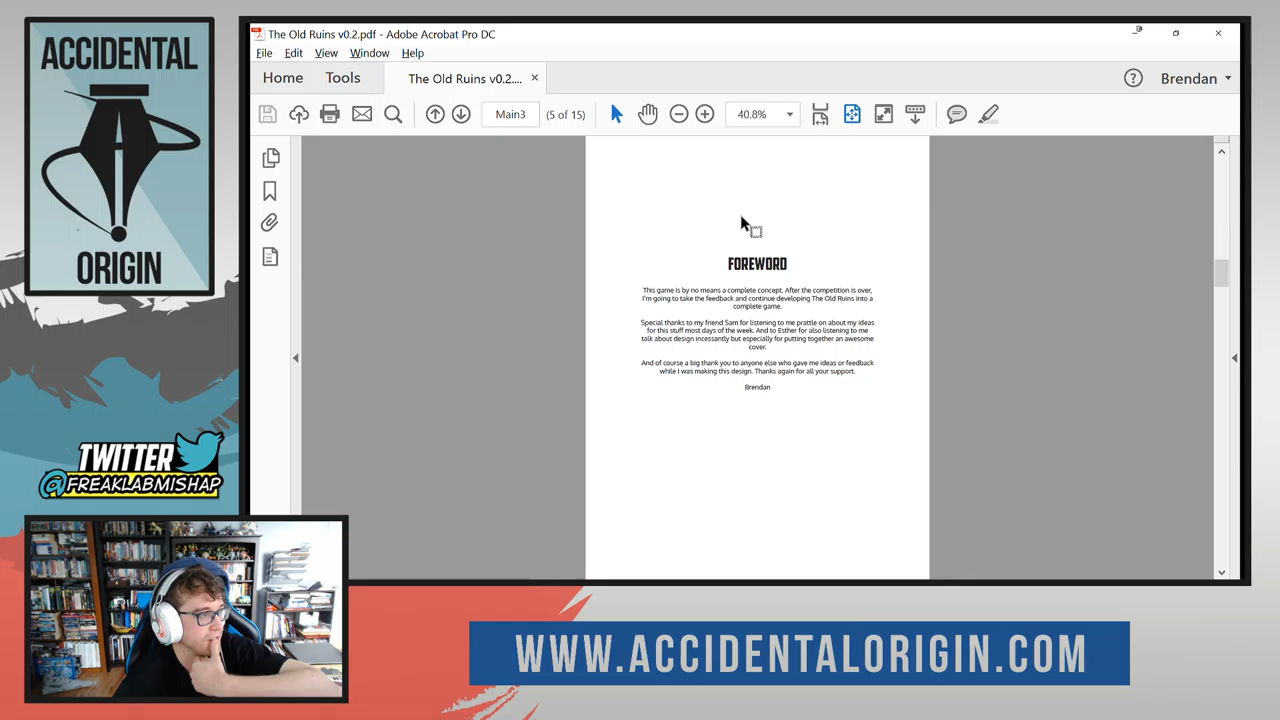 ACCIDENTAL
ORIGIN
The Old Ruins v0.2.pdf - Adobe Acrobat Pro DC
File Edit View Window Help
Home Tools The Old Ruins v0.2.... × Brendan
Main3 (5 of 15) 40.8%
FOREWORD
This game is by no means a complete concept. After the competition is over,
I'm going to take the feedback and continue developing The Old Ruins into a
complete game.
Special thanks to my friend Sam for listening to me prattle on about my ideas
for this stuff most days of the week. And to Esther for also listening to me
talk about design incessantly but especially for putting together an awesome
cover.
And of course a big thank you to anyone else who gave me ideas or feedback
while I was making this design. Thanks again for all your support.
Brendan
TWITTER
@FREAKLABMISHAP
WWW.ACCIDENTALORIGIN.COM